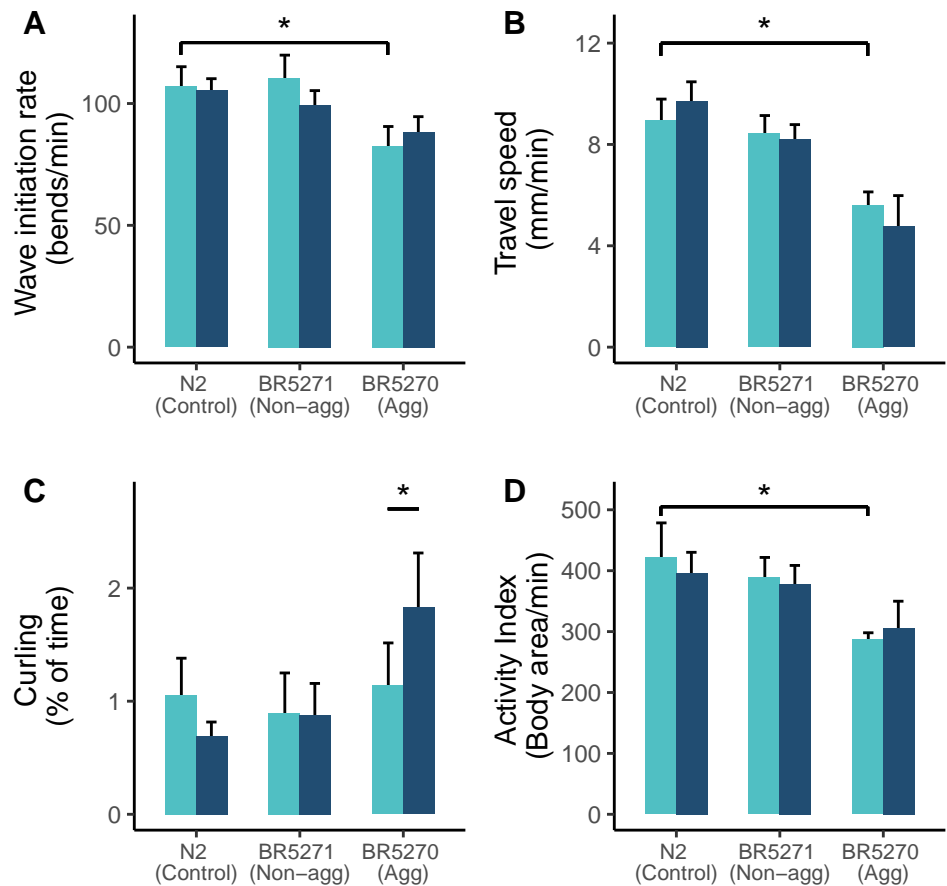 A
*
Wave initiation rate
(bends/min)
100
50
0
N2
(Control)
BR5271
(Non−agg)
BR5270
(Agg)
B
*
Travel speed
(mm/min)
12
8
4
0
N2
(Control)
BR5271
(Non−agg)
BR5270
(Agg)
C
*
Curling
(% of time)
2
1
0
N2
(Control)
BR5271
(Non−agg)
BR5270
(Agg)
D
*
Activity Index
(Body area/min)
500
400
300
200
100
0
N2
(Control)
BR5271
(Non−agg)
BR5270
(Agg)